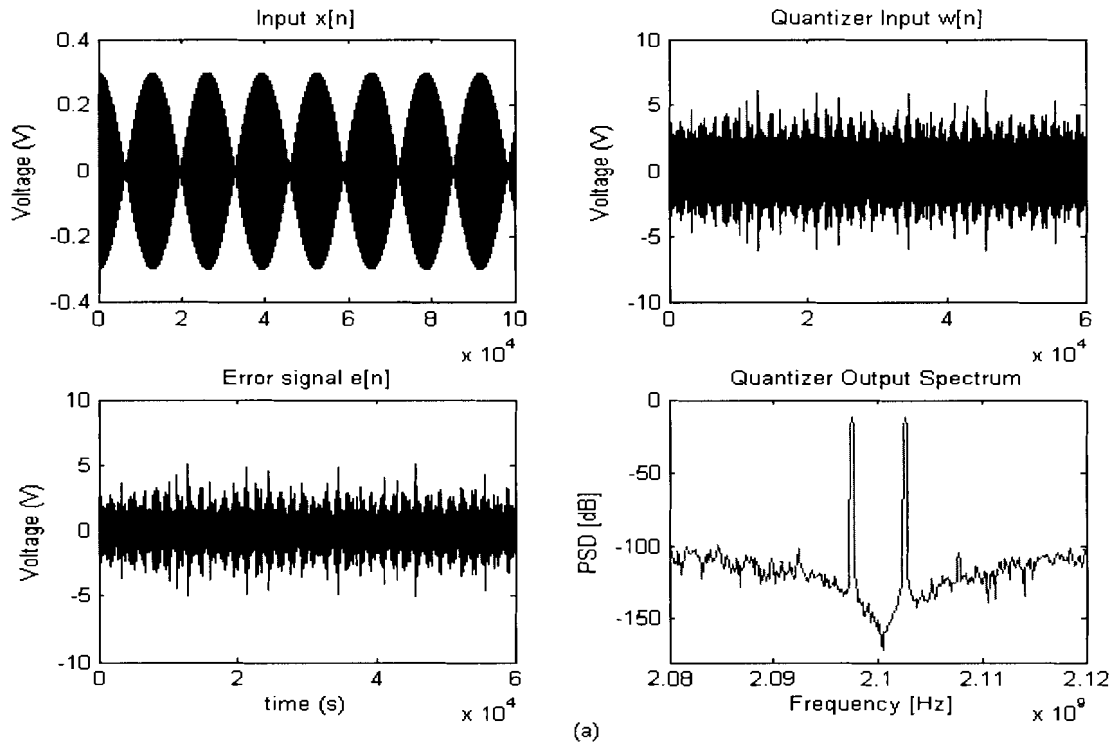 Input x[n]
0.4
0.2
0
-0.2
-0.4
Voltage (V)
0 2 4 6 8 10
x 10^4
Quantizer Input w[n]
10
5
0
-5
-10
Voltage (V)
0 2 4 6
x 10^4
Error signal e[n]
10
5
0
-5
-10
Voltage (V)
0 2 4 6
time (s)
x 10^4
Quantizer Output Spectrum
0
-50
-100
-150
PSD [dB]
2.08 2.09 2.1 2.11 2.12
Frequency [Hz]
x 10^9
(a)